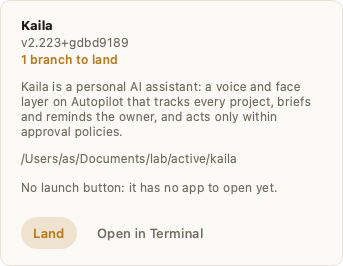 Kaila
v2.223+gdbd9189
1 branch to land
Kaila is a personal AI assistant: a voice and face
layer on Autopilot that tracks every project, briefs
and reminds the owner, and acts only within
approval policies.
/Users/as/Documents/lab/active/kaila
No launch button: it has no app to open yet.
Land
Open in Terminal